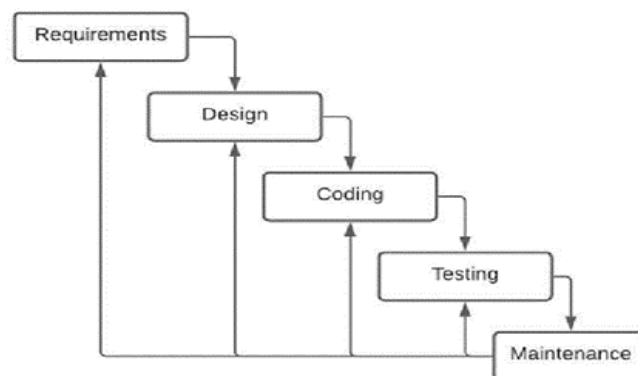 Requirements
Design
Coding
Testing
Maintenance